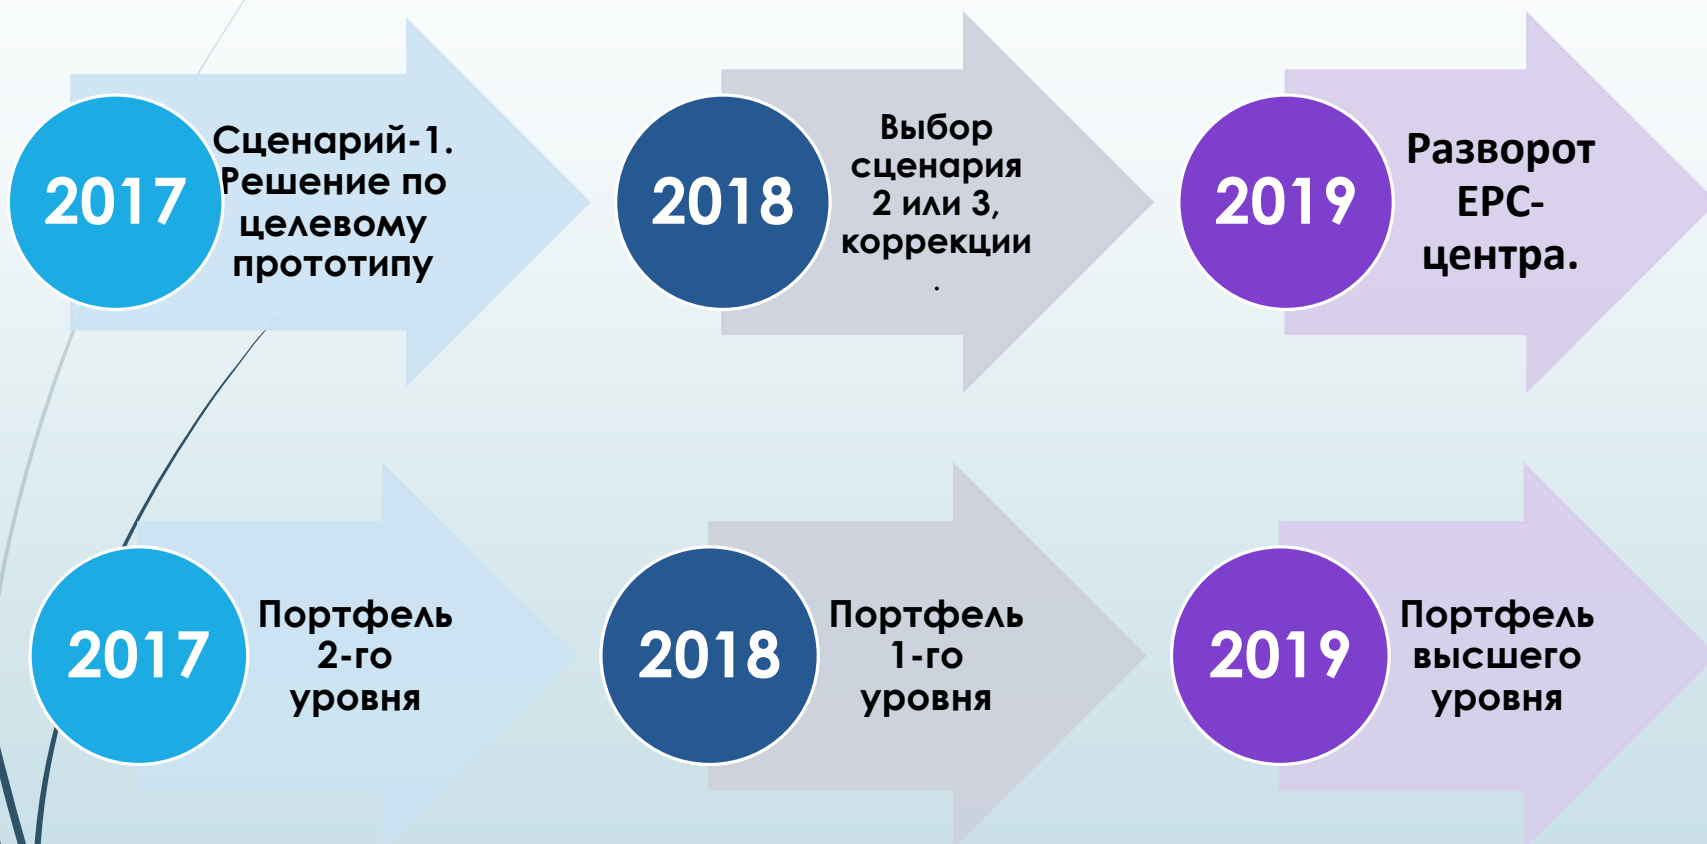 2017
Сценарий-1.
Решение по
целевому
прототипу
2018
Выбор
сценария
2 или 3,
коррекции
.
2019
Разворот
ЕРС-
центра.
2017
Портфель
2-го
уровня
2018
Портфель
1-го
уровня
2019
Портфель
высшего
уровня